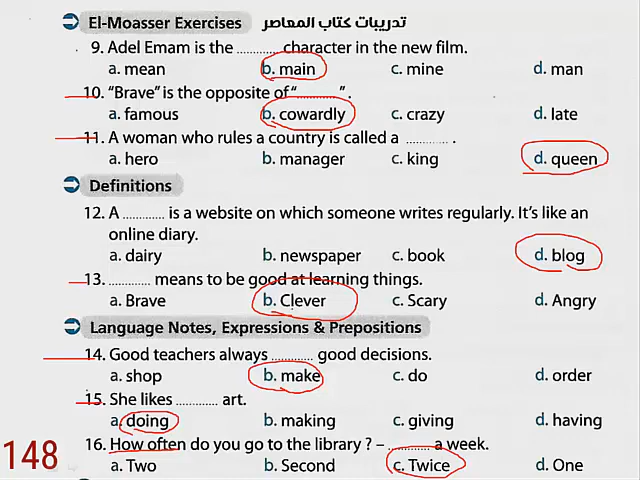 El-Moasser Exercises تدريبات كتاب المعاصر
9. Adel Emam is the ............ character in the new film.
a. mean b. main c. mine d. man
10. “Brave” is the opposite of “..........” .
a. famous b. cowardly c. crazy d. late
11. A woman who rules a country is called a ............ .
a. hero b. manager c. king d. queen
Definitions
12. A ............ is a website on which someone writes regularly. It’s like an
online diary.
a. dairy b. newspaper c. book d. blog
13. ............ means to be good at learning things.
a. Brave b. Clever c. Scary d. Angry
Language Notes, Expressions & Prepositions
14. Good teachers always ............ good decisions.
a. shop b. make c. do d. order
15. She likes ............ art.
a. doing b. making c. giving d. having
16. How often do you go to the library ? – ............ a week.
a. Two b. Second c. Twice d. One
148